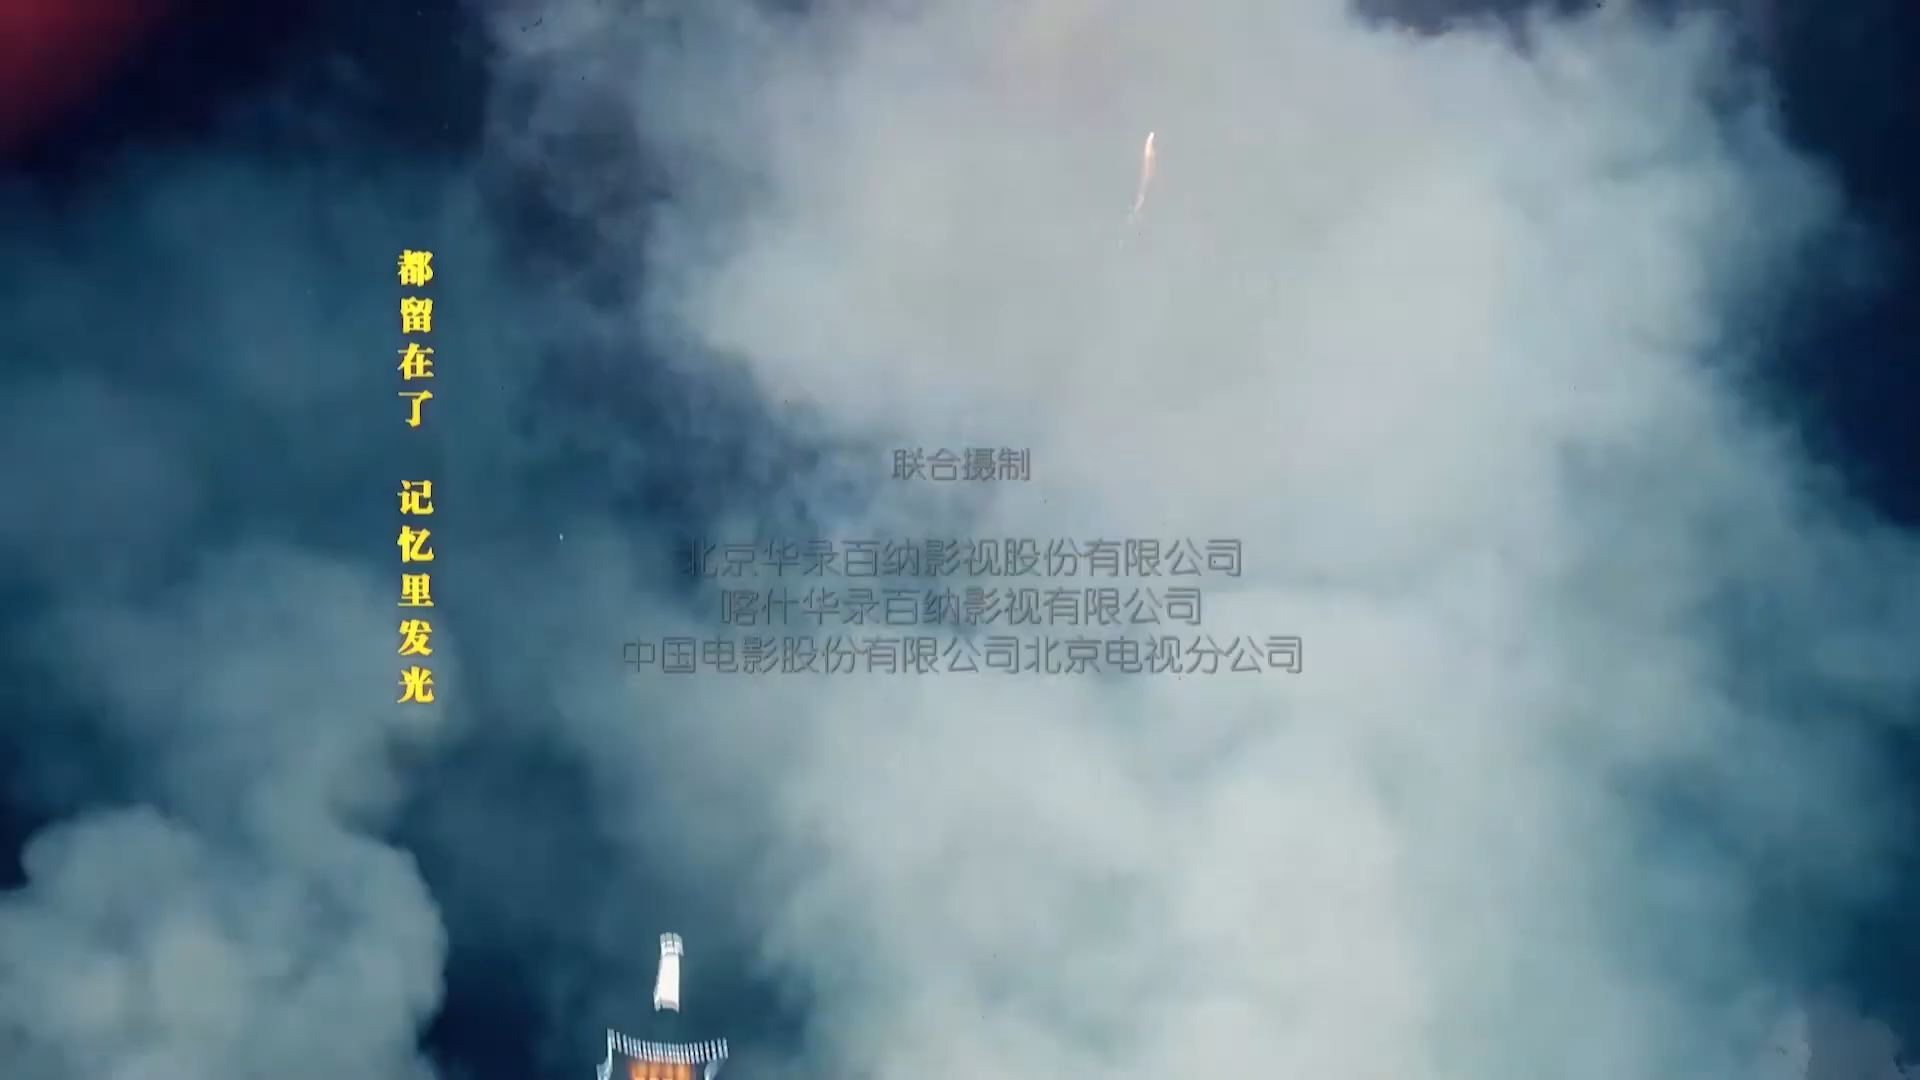 都留在了 记忆里发光
联合摄制
北京华录百纳影视股份有限公司
喀什华录百纳影视有限公司
中国电影股份有限公司北京电视分公司